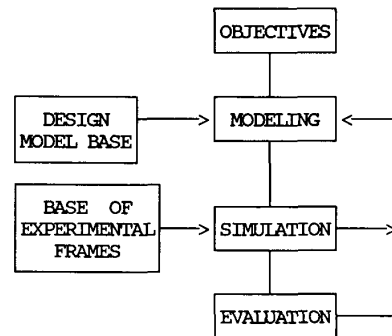 OBJECTIVES
DESIGN
MODEL BASE
MODELING
BASE OF
EXPERIMENTAL
FRAMES
SIMULATION
EVALUATION